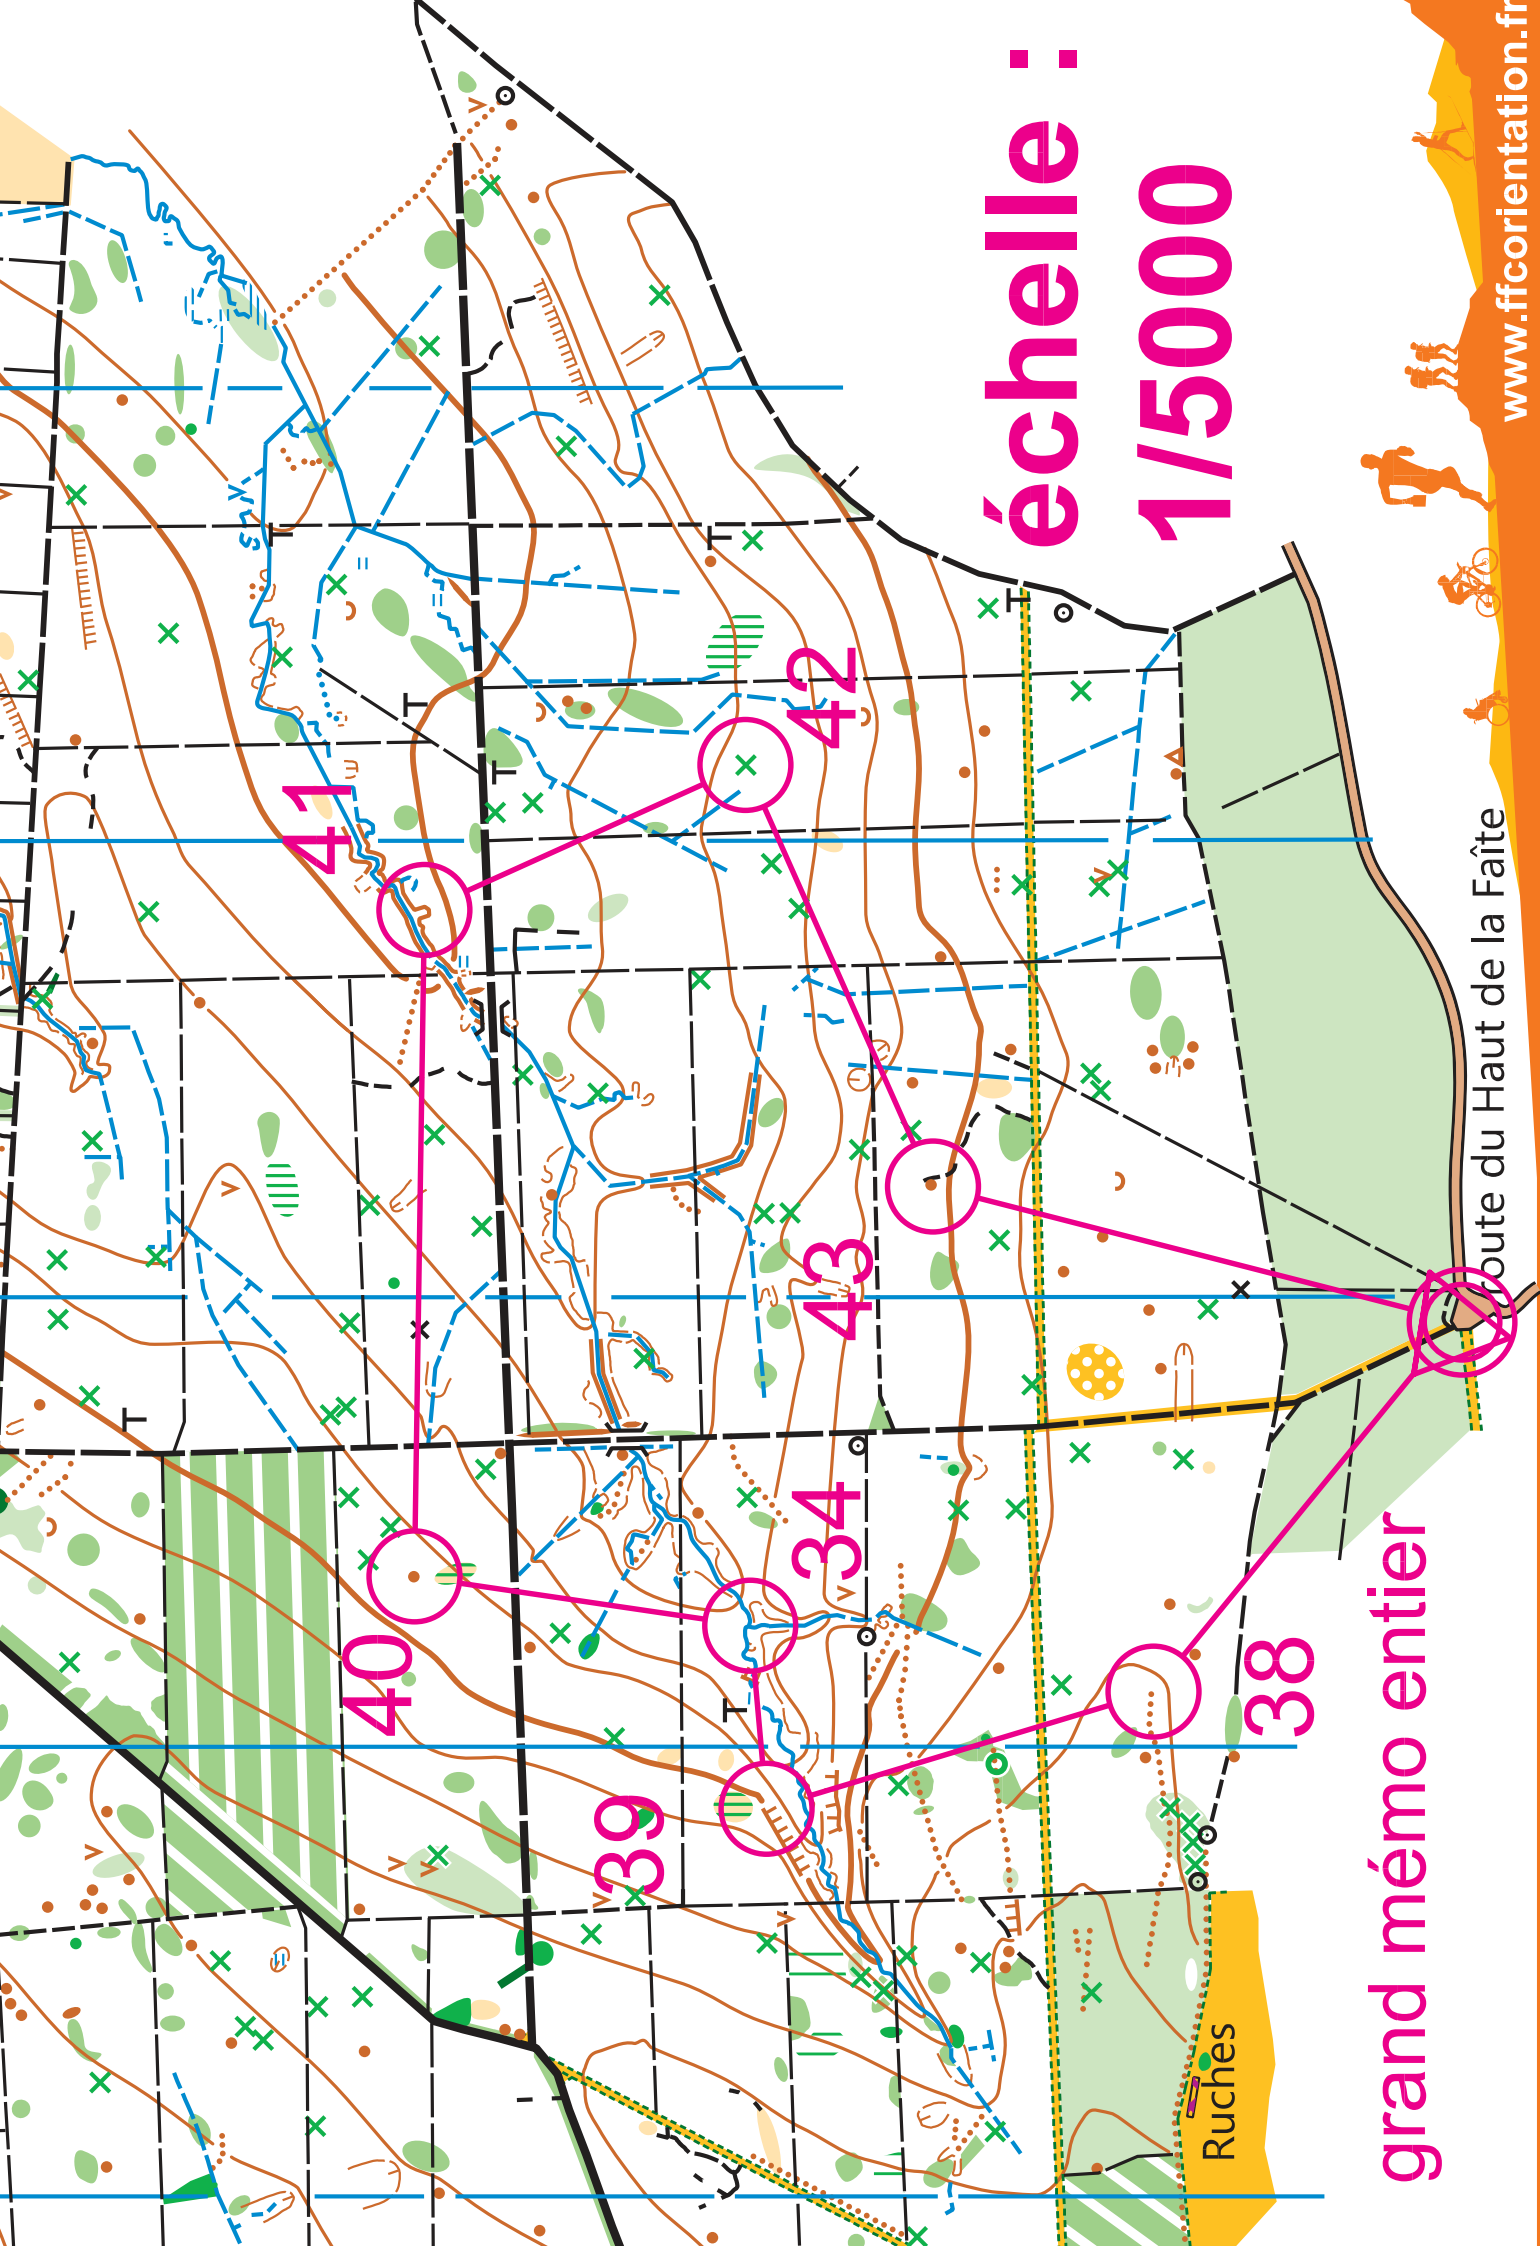 échelle :
1/5000
www.ffcorientation.fr
41
42
43
34
40
39
38
oute du Haut de la Faîte
grand mémo entier
Ruches